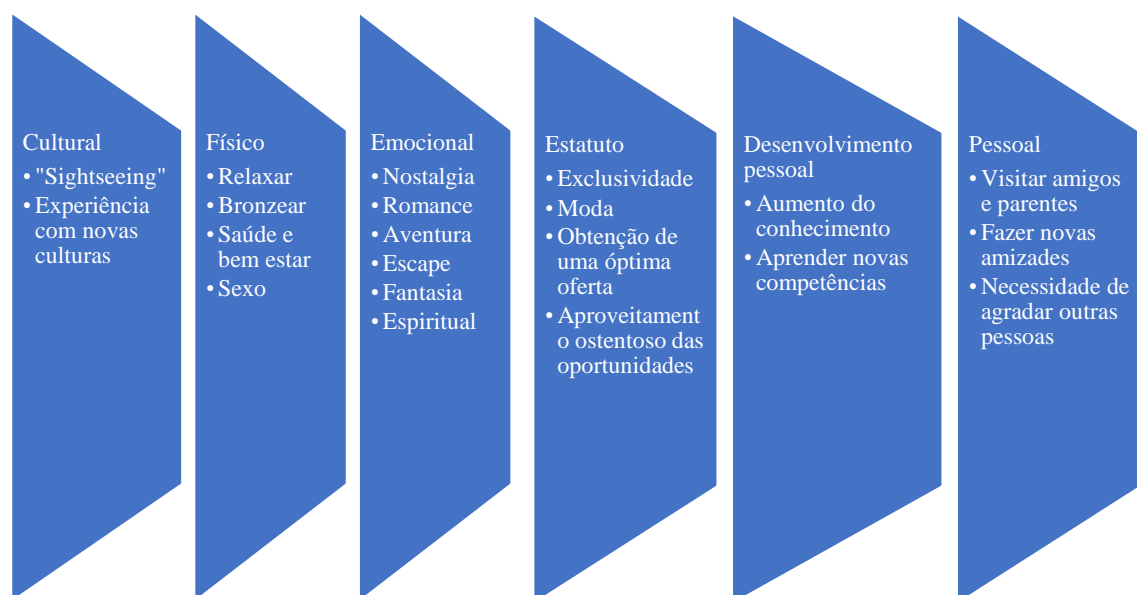 Cultural
• "Sightseeing"
• Experiência
com novas
culturas
Físico
• Relaxar
• Bronzear
• Saúde e
bem estar
• Sexo
Emocional
• Nostalgia
• Romance
• Aventura
• Escape
• Fantasia
• Espiritual
Estatuto
• Exclusividade
• Moda
• Obtenção de
uma óptima
oferta
• Aproveitament
o ostentoso das
oportunidades
Desenvolvimento
pessoal
• Aumento do
conhecimento
• Aprender novas
competências
Pessoal
• Visitar amigos
e parentes
• Fazer novas
amizades
• Necessidade de
agradar outras
pessoas